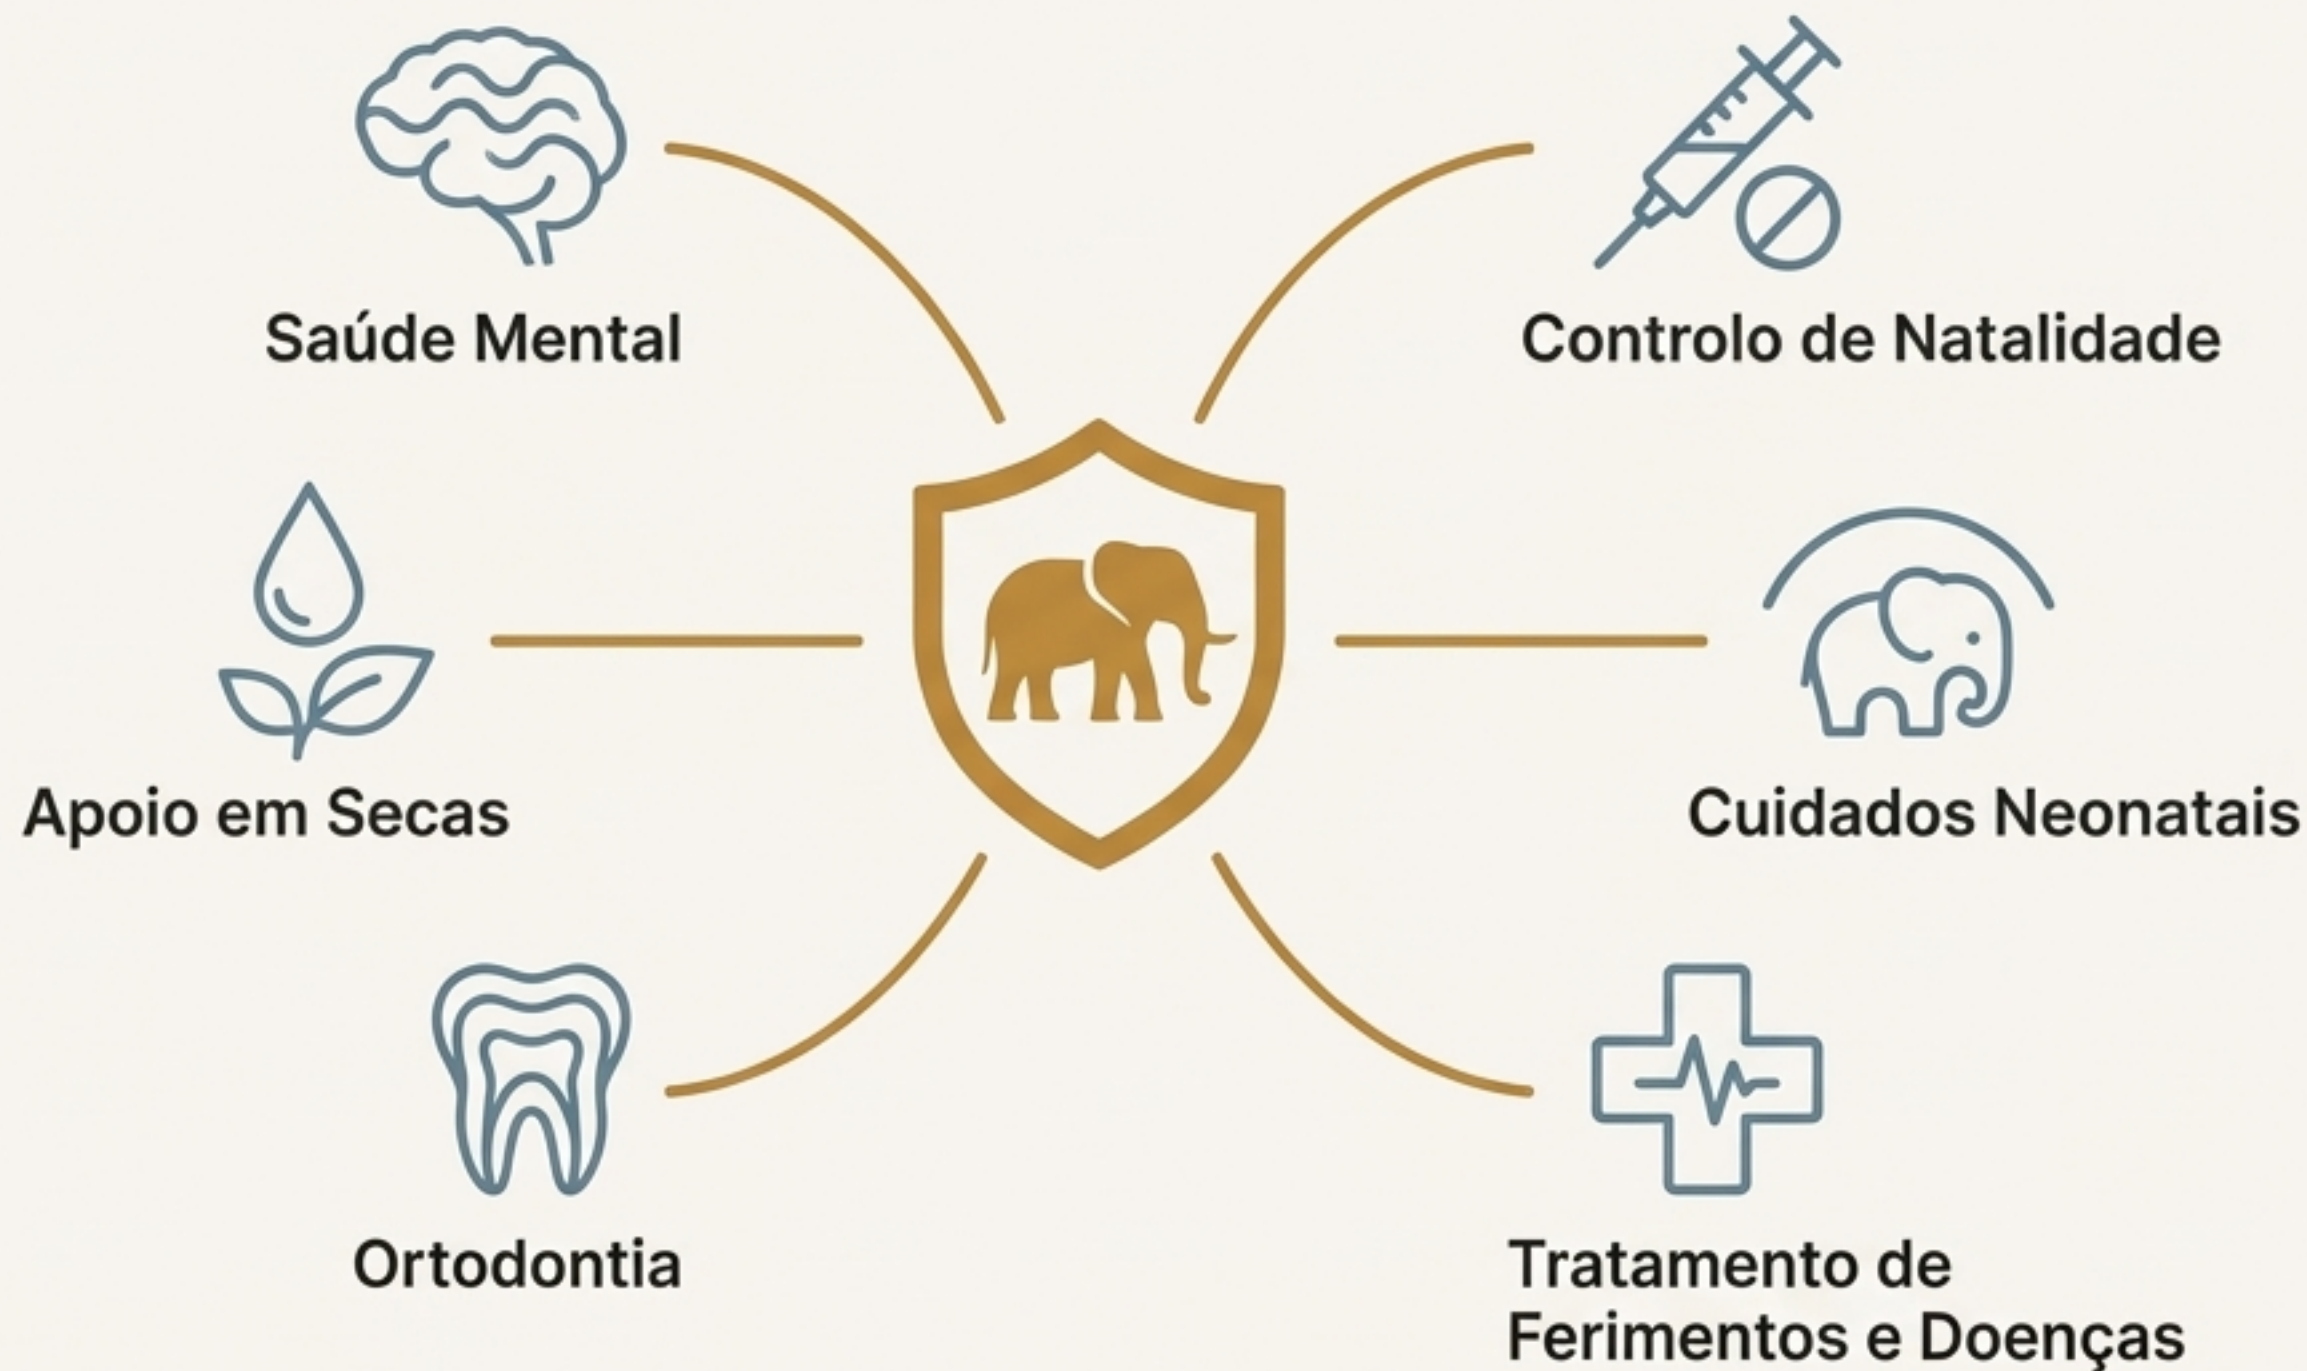 Saúde Mental
Controlo de Natalidade
Apoio em Secas
Cuidados Neonatais
Ortodontia
Tratamento de
Ferimentos e Doenças